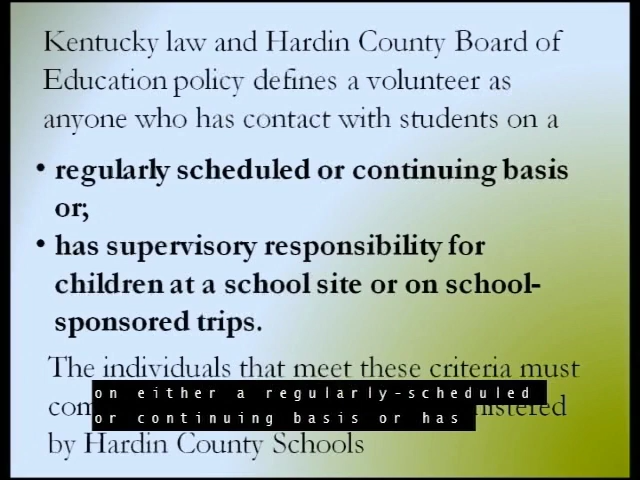 Kentucky law and Hardin County Board of
Education policy defines a volunteer as
anyone who has contact with students on a
• regularly scheduled or continuing basis
or;
• has supervisory responsibility for
children at a school site or on school-
sponsored trips.
The individuals that meet these criteria must
on either a regularly-scheduled
or continuing basis or has
by Hardin County Schools